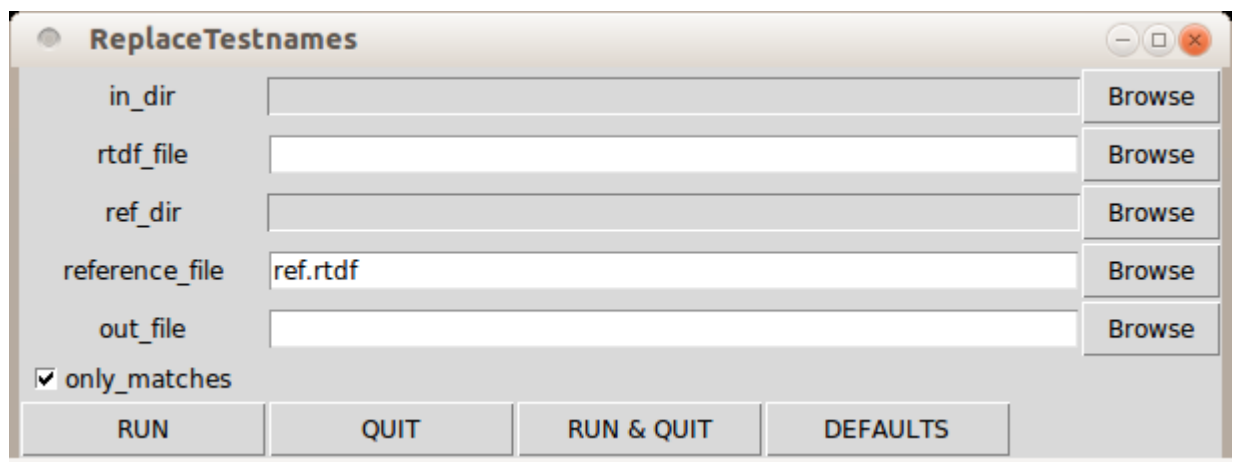 ReplaceTestnames
in_dir Browse
rtdf_file Browse
ref_dir Browse
reference_file ref.rtdf Browse
out_file Browse
only_matches
RUN QUIT RUN & QUIT DEFAULTS